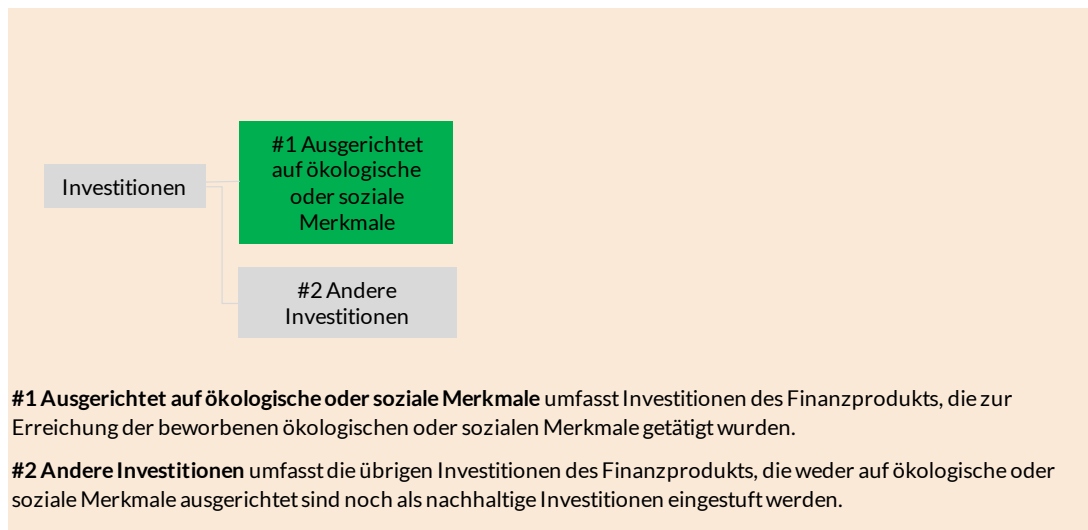 #1 Ausgerichtet
auf ökologische
oder soziale
Merkmale
Investitionen
#2 Andere
Investitionen
#1 Ausgerichtet auf ökologische oder soziale Merkmale umfasst Investitionen des Finanzprodukts, die zur
Erreichung der beworbenen ökologischen oder sozialen Merkmale getätigt wurden.
#2 Andere Investitionen umfasst die übrigen Investitionen des Finanzprodukts, die weder auf ökologische oder
soziale Merkmale ausgerichtet sind noch als nachhaltige Investitionen eingestuft werden.